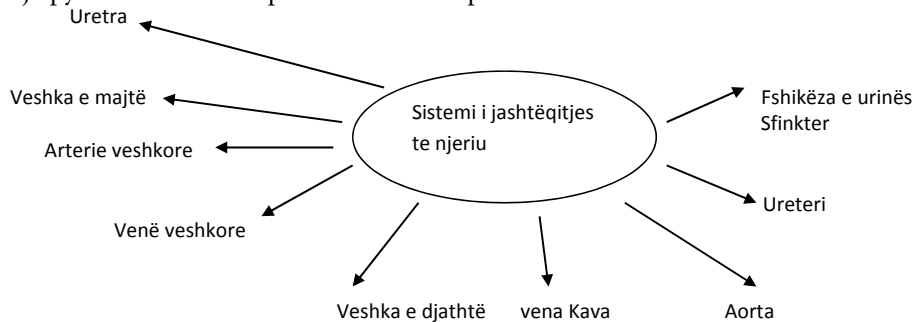 Uretra
Veshka e majtë
Arterie veshkore
Venë veshkore
Sistemi i jashtëqitjes
te njeriu
Fshikëza e urinës
Sfinkter
Ureteri
Veshka e djathtë
vena Kava
Aorta